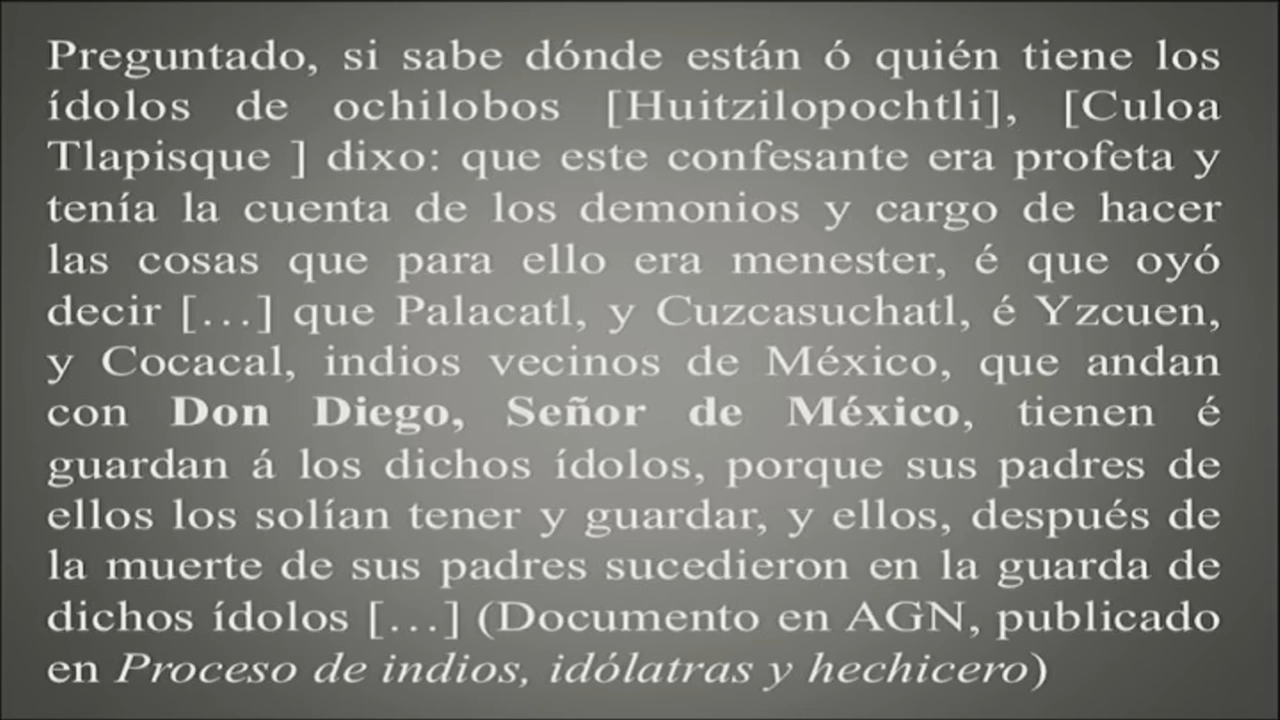 Preguntado, si sabe dónde están ó quién tiene los
ídolos de ochilobos [Huitzilopochtli], [Culoa
Tlapisque ] dixo: que este confesante era profeta y
tenía la cuenta de los demonios y cargo de hacer
las cosas que para ello era menester, é que oyó
decir [...] que Palacatl, y Cuzcasuchatl, é Yzcuen,
y Cocacal, indios vecinos de México, que andan
con Don Diego, Señor de México, tienen é
guardan á los dichos ídolos, porque sus padres de
ellos los solían tener y guardar, y ellos, después de
la muerte de sus padres sucedieron en la guarda de
dichos ídolos [...] (Documento en AGN, publicado
en Proceso de indios, idólatras y hechicero)